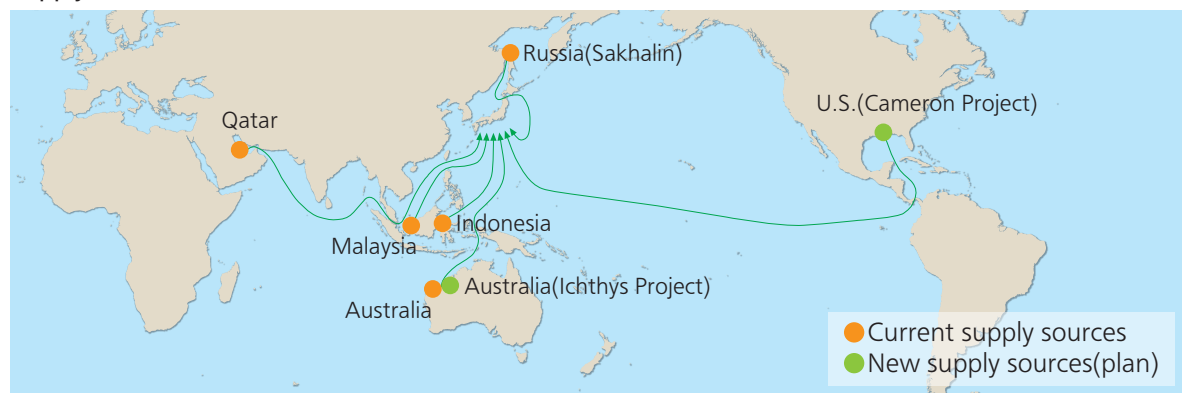 Russia(Sakhalin)
U.S.(Cameron Project)
Qatar
Indonesia
Malaysia
Australia(Ichthys Project)
Australia
Current supply sources
New supply sources(plan)